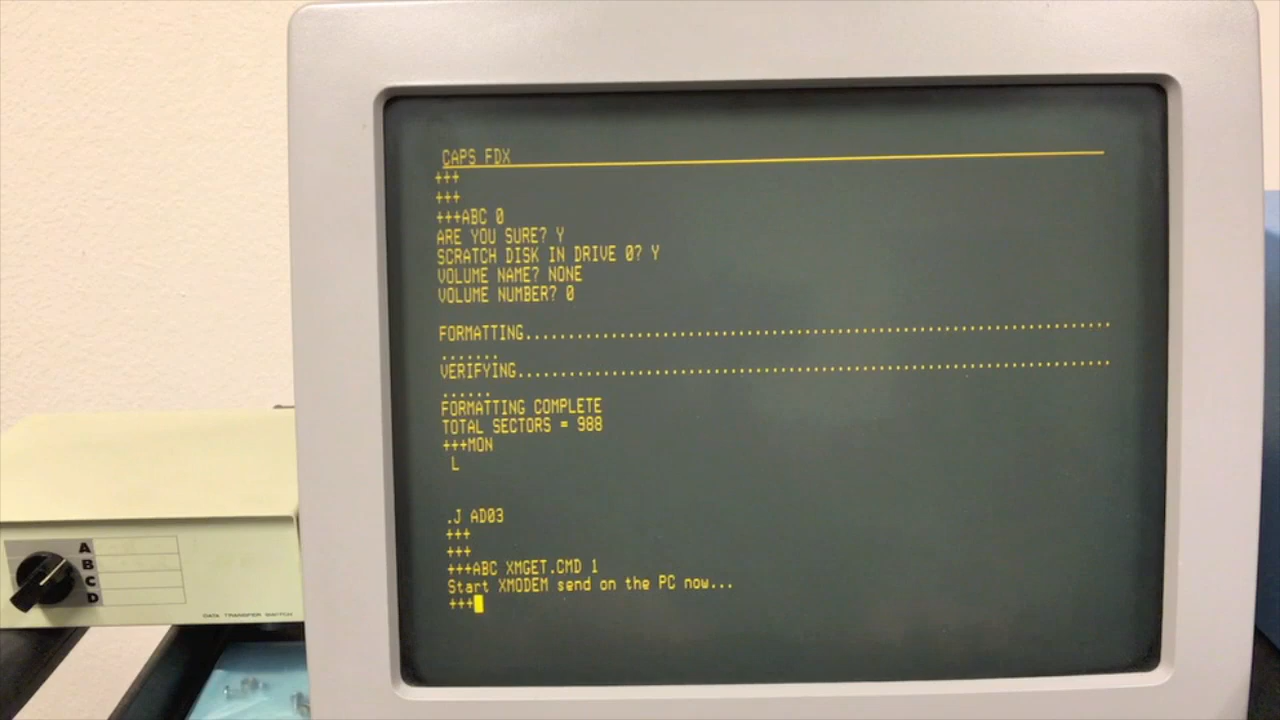 CAPS FDX
+++
+++
+++ABC 0
ARE YOU SURE? Y
SCRATCH DISK IN DRIVE 0? Y
VOLUME NAME? NONE
VOLUME NUMBER? 0
FORMATTING.....................................................................
.......
VERIFYING......................................................................
......
FORMATTING COMPLETE
TOTAL SECTORS = 988
+++MON
L
.J AD03
+++
+++
+++ABC XMGET.CMD 1
Start XMODEM send on the PC now...
+++
A
B
C
D
DATA TRANSFER SWITCH